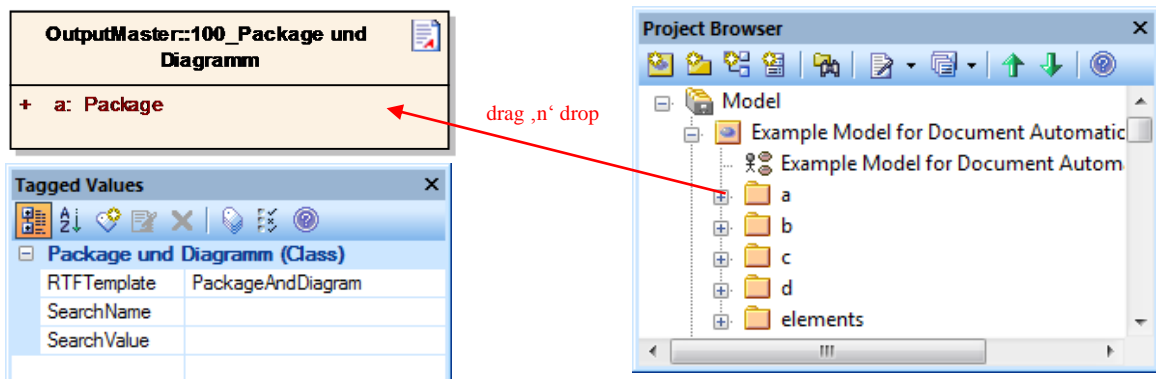 OutputMaster::100_Package und
Diagramm
+ a: Package
drag ‚n‘ drop
Tagged Values
Package und Diagramm (Class)
RTFTemplate PackageAndDiagram
SearchName
SearchValue
Project Browser
Model
Example Model for Document Automatic
Example Model for Document Autom
a
b
c
d
elements